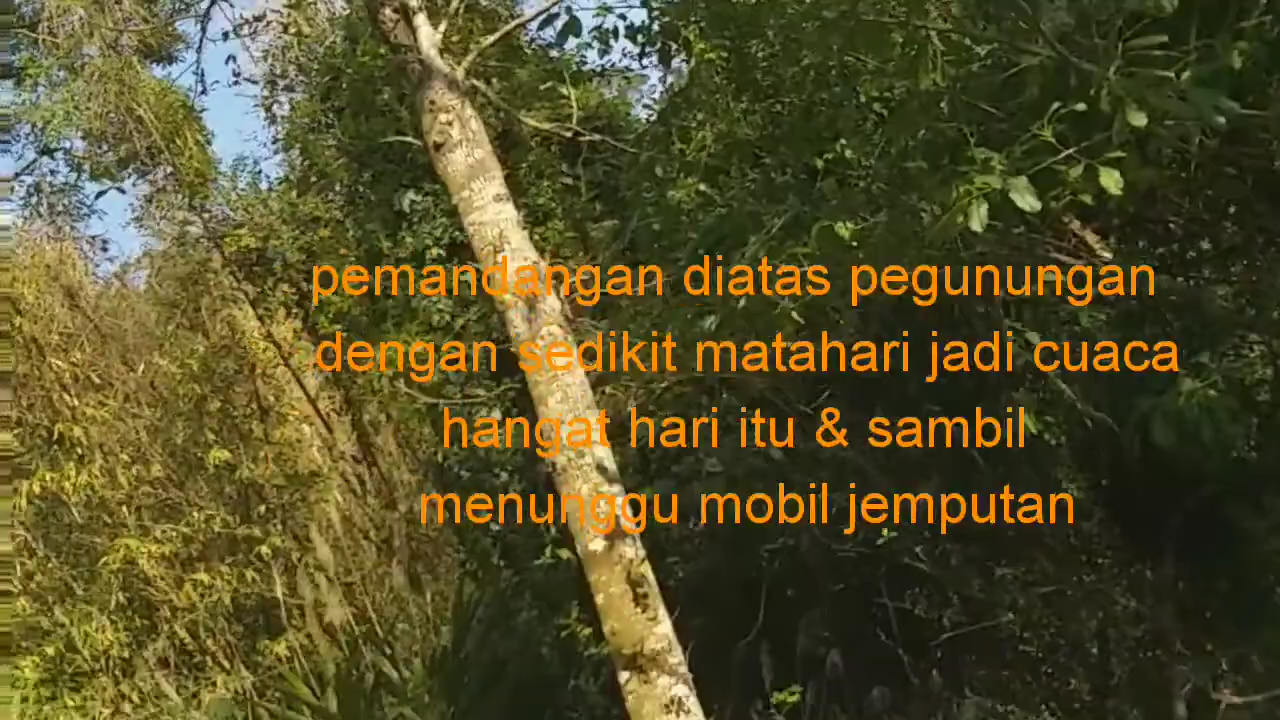 pemandangan diatas pegunungan
dengan sedikit matahari jadi cuaca
hangat hari itu & sambil
menunggu mobil jemputan